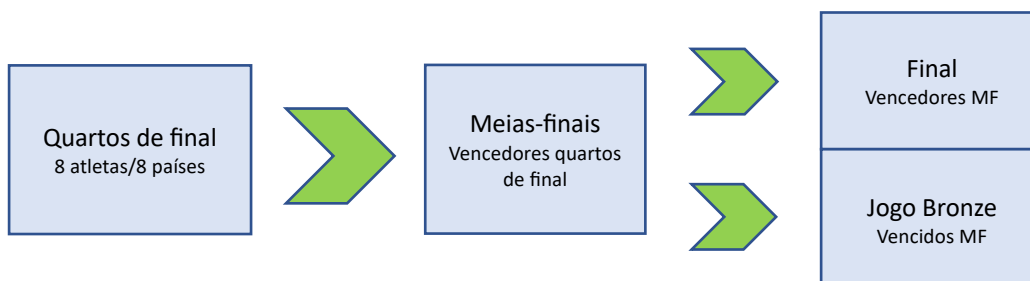 Quartos de final
8 atletas/8 países
Meias-finais
Vencedores quartos
de final
Final
Vencedores MF
Jogo Bronze
Vencidos MF